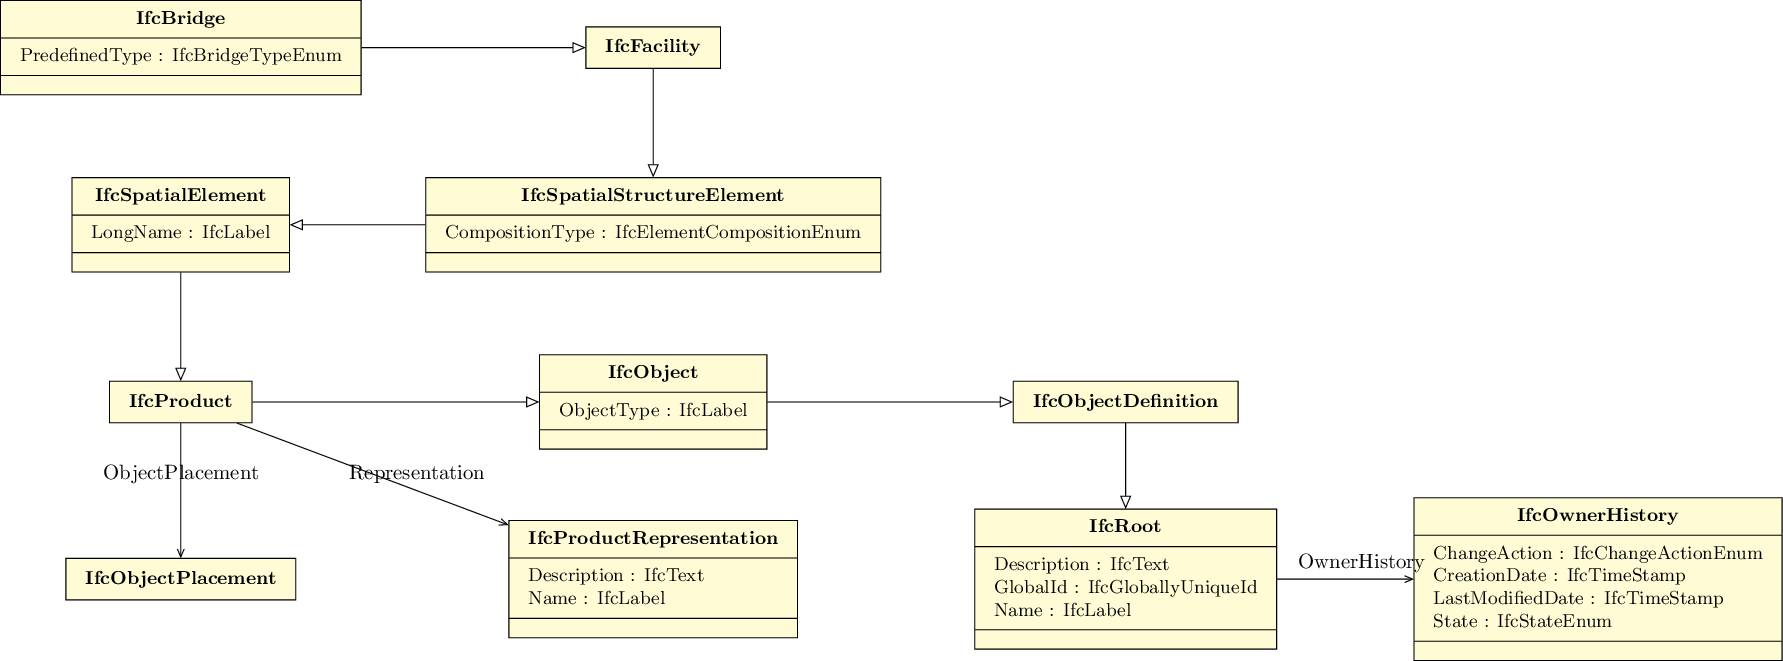 IfcBridge
PredefinedType : IfcBridgeTypeEnum
IfcFacility
IfcSpatialElement
LongName : IfcLabel
IfcSpatialStructureElement
CompositionType : IfcElementCompositionEnum
IfcProduct
IfcObject
ObjectType : IfcLabel
IfcObjectDefinition
ObjectPlacement
Representation
IfcObjectPlacement
IfcProductRepresentation
Description : IfcText
Name : IfcLabel
IfcRoot
Description : IfcText
GlobalId : IfcGloballyUniqueId
Name : IfcLabel
OwnerHistory
IfcOwnerHistory
ChangeAction : IfcChangeActionEnum
CreationDate : IfcTimeStamp
LastModifiedDate : IfcTimeStamp
State : IfcStateEnum